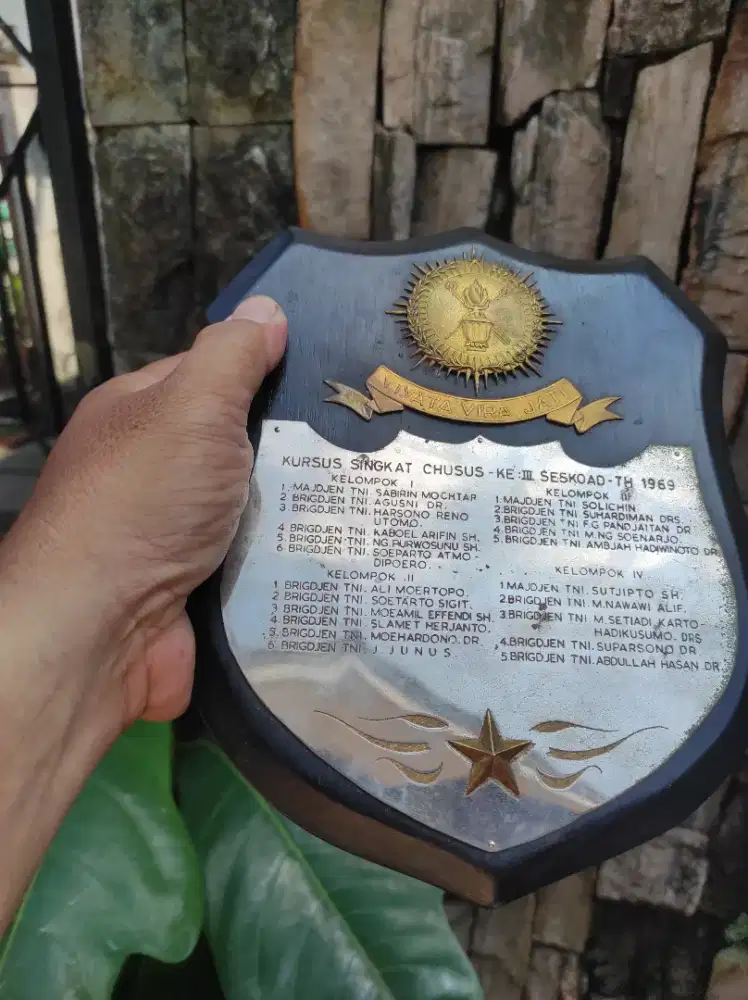 VIYATA VIRA JATI
KURSUS SINGKAT CHUSUS-KE III SESKOAD-TH 1969
KELOMPOK I
1. MAJDJEN TNI. SABIRIN MOCHTAR
2 BRIGDJEN TNI. AGUSNI DR.
3 BRIGDJEN TNI. HARSONO RENO
UTOMO.
4 BRIGDJEN TNI. KABOEL ARIFIN SH.
5 BRIGDJEN TNI. NG. PURWOSUNU SH.
6 BRIGDJEN TNI. SOEPARTO ATMO-
DIPOERO.
KELOMPOK II
1 BRIGDJEN TNI. ALI MOERTOPO.
2 BRIGDJEN TNI. SOETARTO SIGIT.
3 BRIGDJEN TNI. MOEAMIL EFFENDI SH.
4 BRIGDJEN TNI. SLAMET HERJANTO.
5 BRIGDJEN TNI. MOEHARDONO. DR
6 BRIGDJEN TNI. J. JUNUS
KELOMPOK III
1. MAJDJEN TNI. SOLICHIN
2. BRIGDJEN TNI. SUHARDIMAN DRS.
3. BRIGDJEN TNI. F.G PANDJAITAN DR
4. BRIGDJEN TNI. M.NG SOENARJO.
5. BRIGDJEN TNI. AMBJAH HADIWINOTO DR
KELOMPOK IV
1. MAJDJEN TNI. SUTJIPTO SH.
2. BRIGDJEN TNI. M.NAWAWI ALIF.
3. BRIGDJEN TNI. M.SETIADI KARTO-
HADIKUSUMO. DRS
4. BRIGDJEN TNI. SUPARSONO DR
5. BRIGDJEN TNI. ABDULLAH HASAN DR.